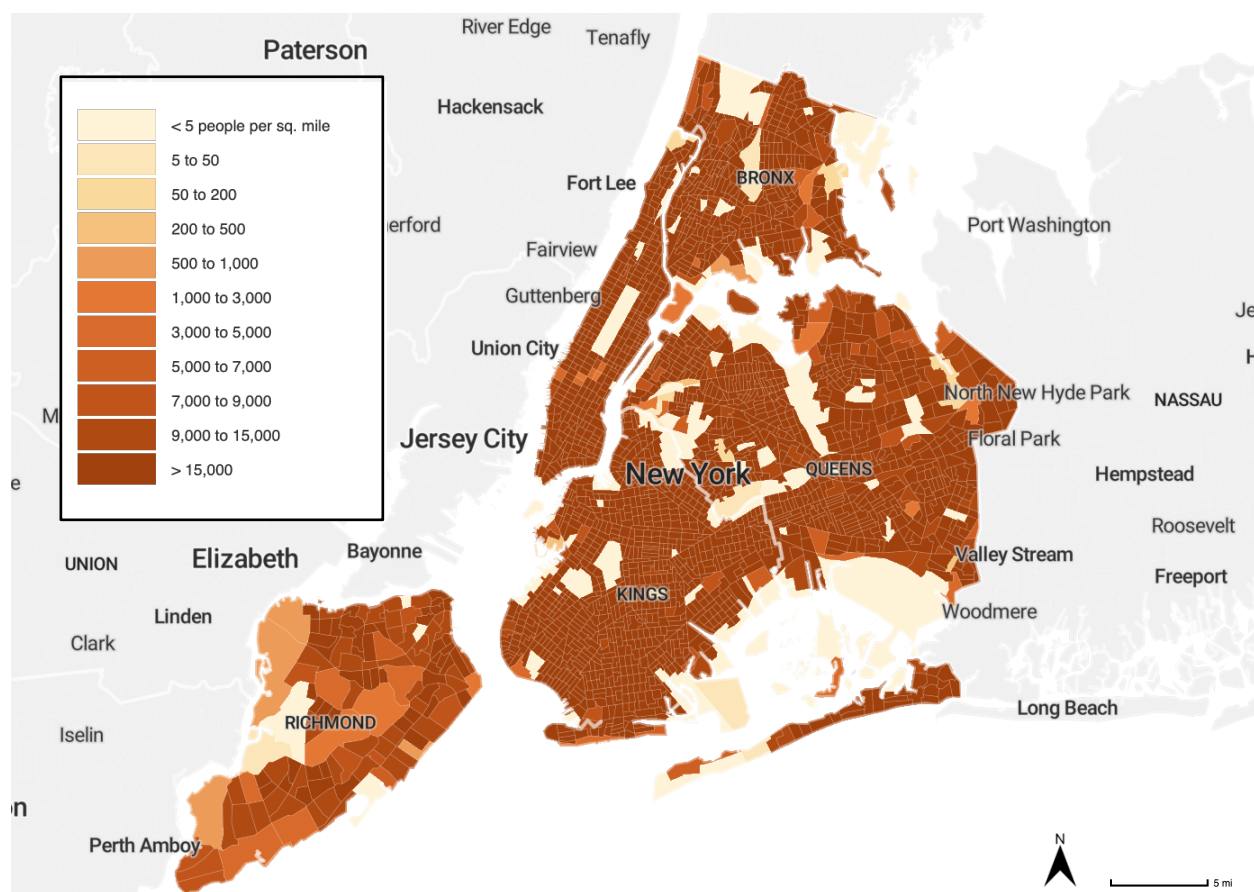 River Edge
Tenafly
Paterson
Hackensack
< 5 people per sq. mile
5 to 50
50 to 200
200 to 500
500 to 1,000
1,000 to 3,000
3,000 to 5,000
5,000 to 7,000
7,000 to 9,000
9,000 to 15,000
> 15,000
BRONX
Fort Lee
erford
Port Washington
Fairview
Guttenberg
Je
Union City
H
North New Hyde Park
NASSAU
M
Jersey City
Floral Park
New York
QUEENS
Hempstead
e
Roosevelt
Bayonne
Elizabeth
UNION
Valley Stream
Freeport
KINGS
Woodmere
Linden
Clark
Long Beach
RICHMOND
Iselin
on
Perth Amboy
N
5 mi